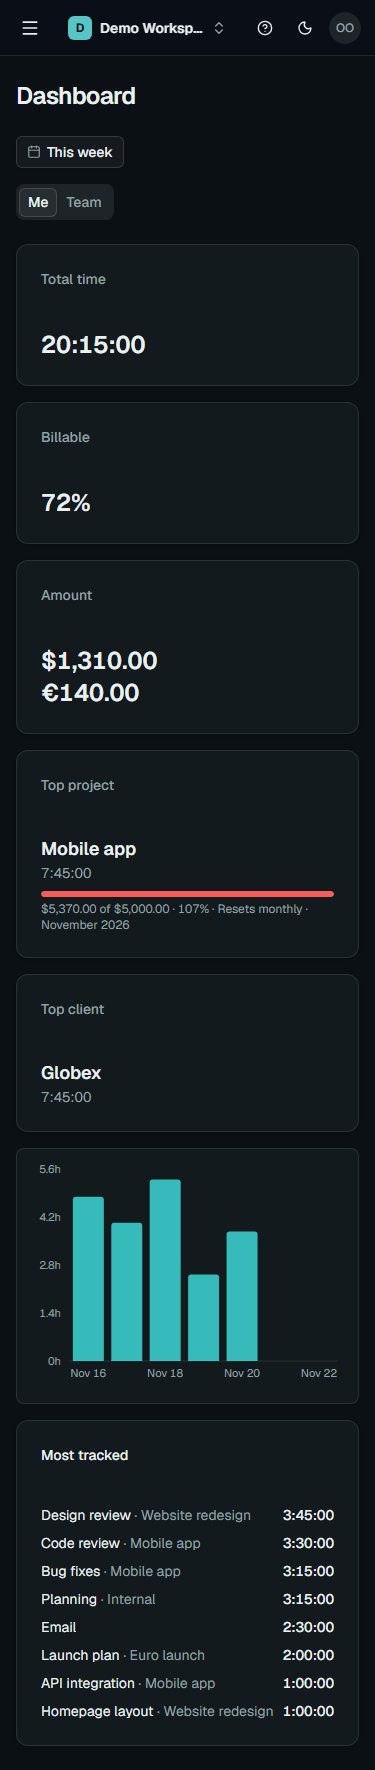 D Demo Worksp... OO
Dashboard
This week
Me Team
Total time
20:15:00
Billable
72%
Amount
$1,310.00
€140.00
Top project
Mobile app
7:45:00
$5,370.00 of $5,000.00 · 107% · Resets monthly ·
November 2026
Top client
Globex
7:45:00
5.6h
4.2h
2.8h
1.4h
0h
Nov 16 Nov 18 Nov 20 Nov 22
Most tracked
Design review · Website redesign 3:45:00
Code review · Mobile app 3:30:00
Bug fixes · Mobile app 3:15:00
Planning · Internal 3:15:00
Email 2:30:00
Launch plan · Euro launch 2:00:00
API integration · Mobile app 1:00:00
Homepage layout · Website redesign 1:00:00